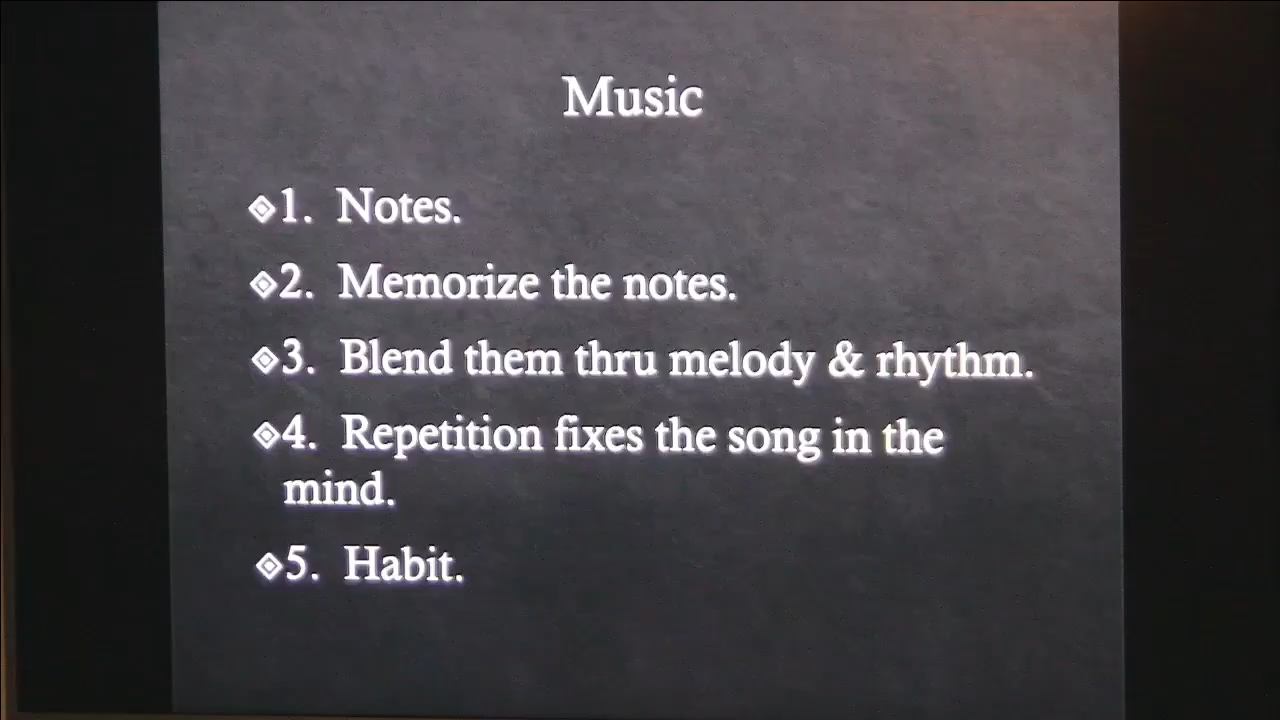 Music
1. Notes.
2. Memorize the notes.
3. Blend them thru melody & rhythm.
4. Repetition fixes the song in the
mind.
5. Habit.